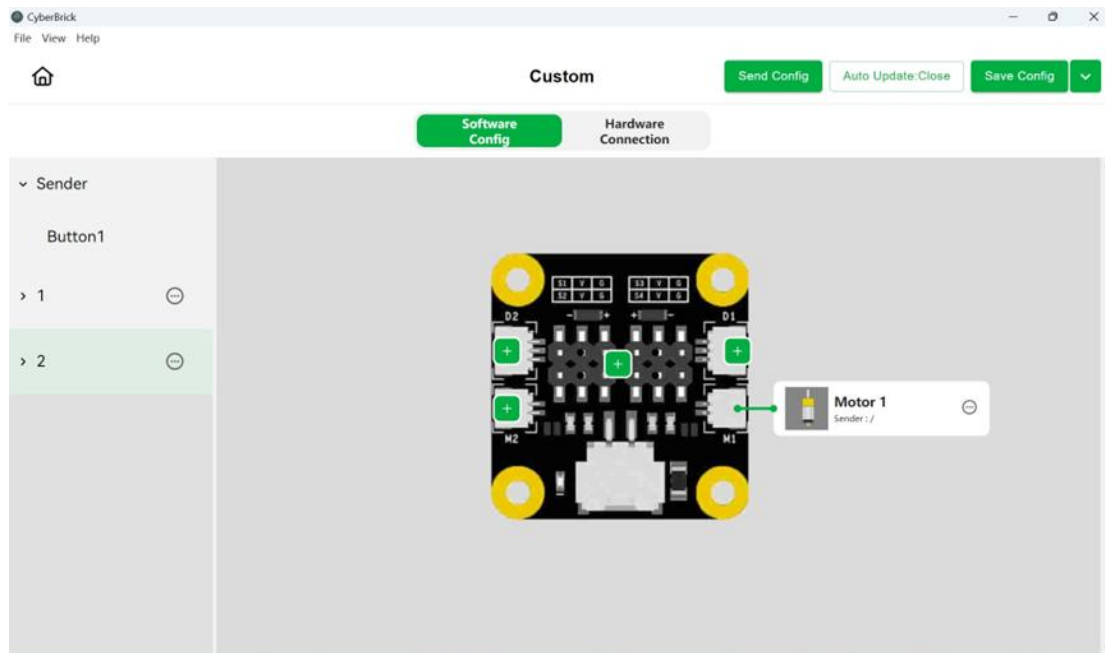 CyberBrick
File View Help
Custom
Send Config
Auto Update:Close
Save Config
Software
Config
Hardware
Connection
Sender
Button1
1
2
S1 V G
S2 V G
S3 V G
S4 V G
- +
+ -
D2
D1
M2
M1
Motor 1
Sender : /